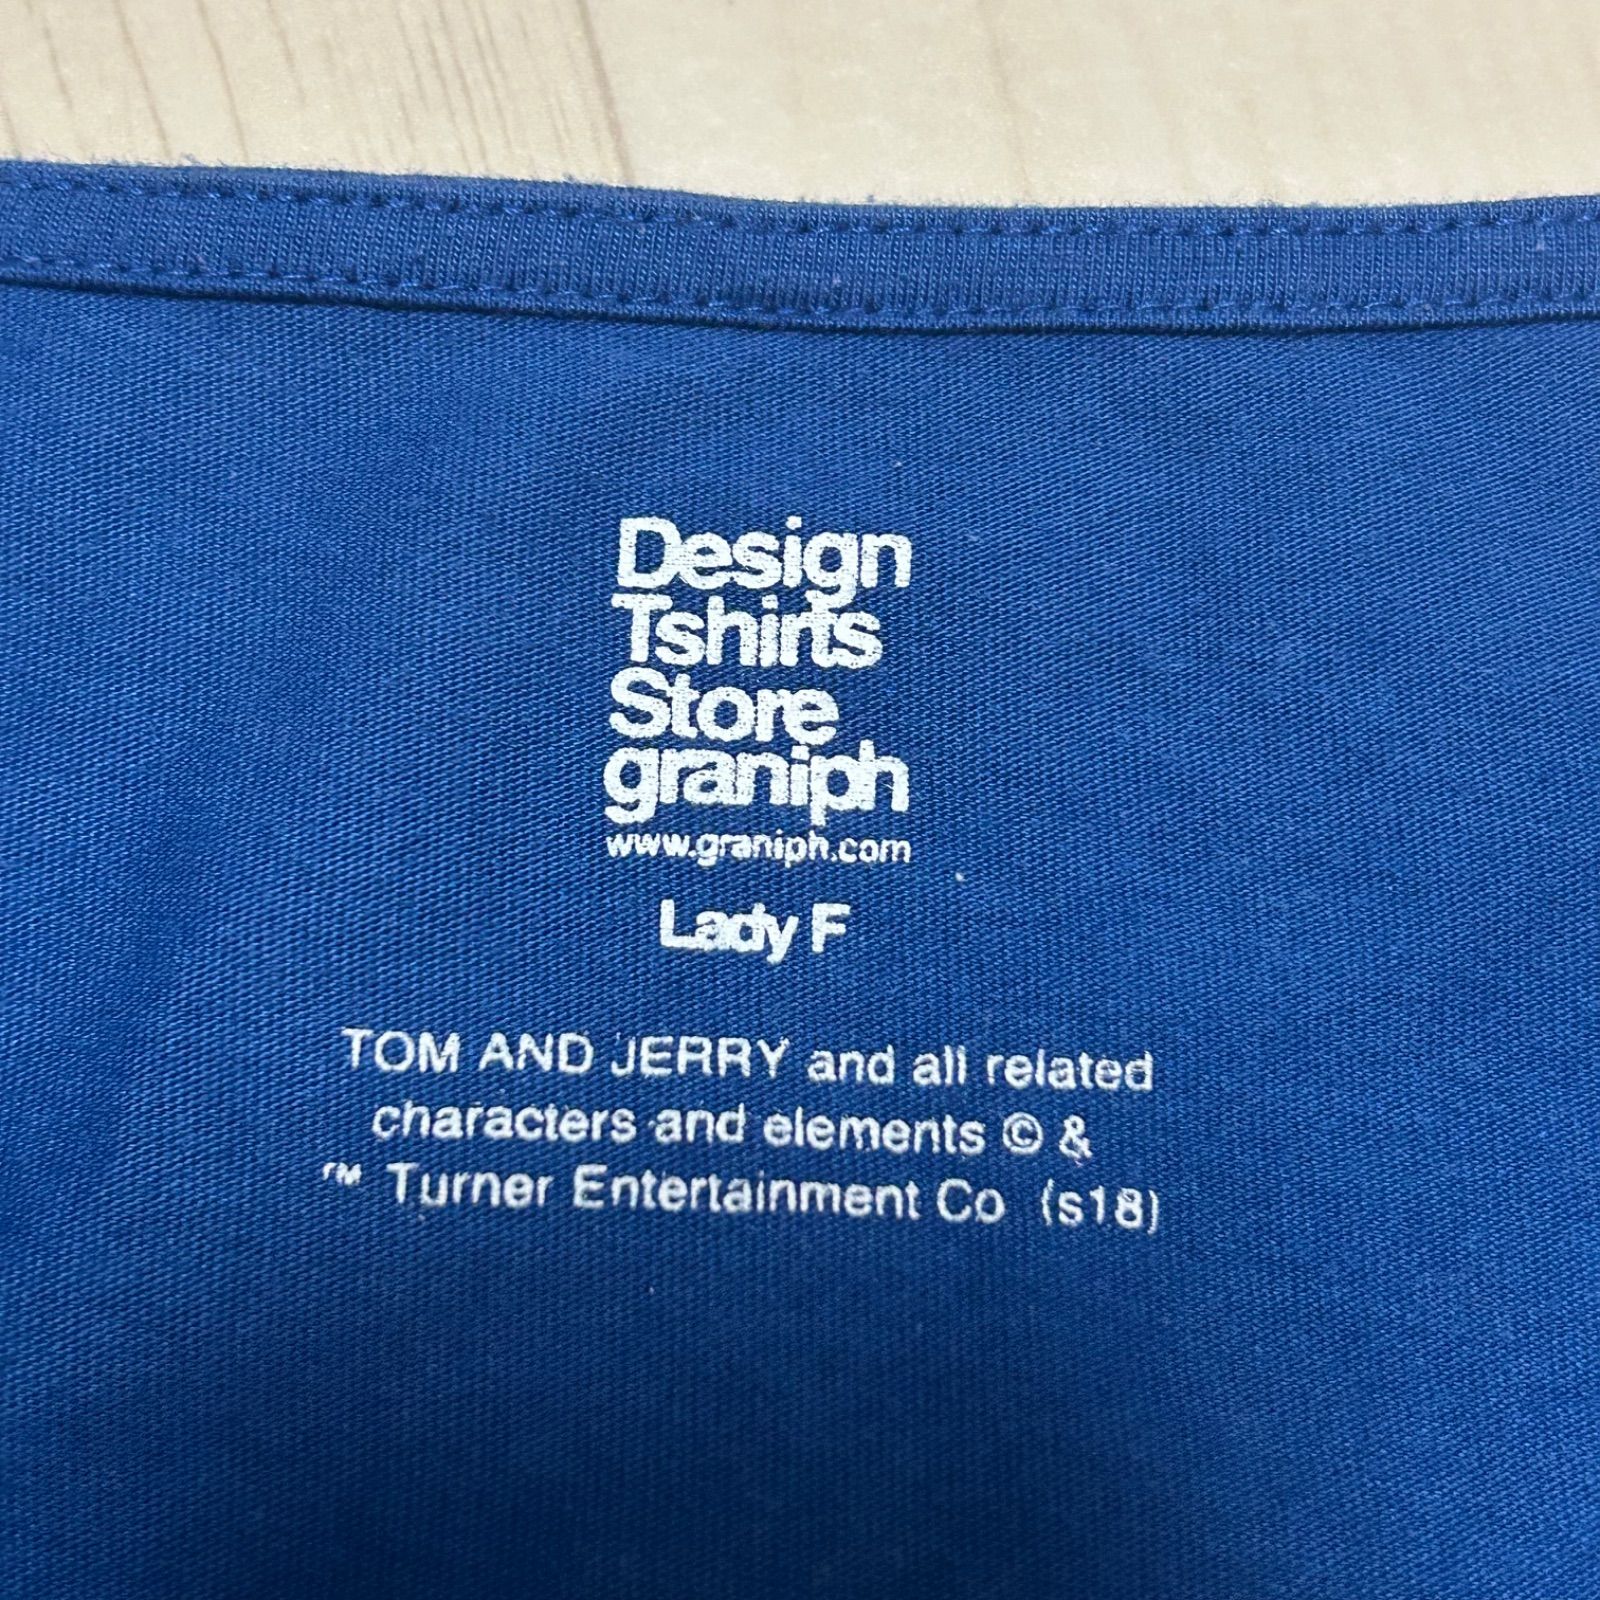 Design
Tshirts
Store
graniph
www.graniph.com
Lady F
TOM AND JERRY and all related
characters and elements © &
™ Turner Entertainment Co (s18)